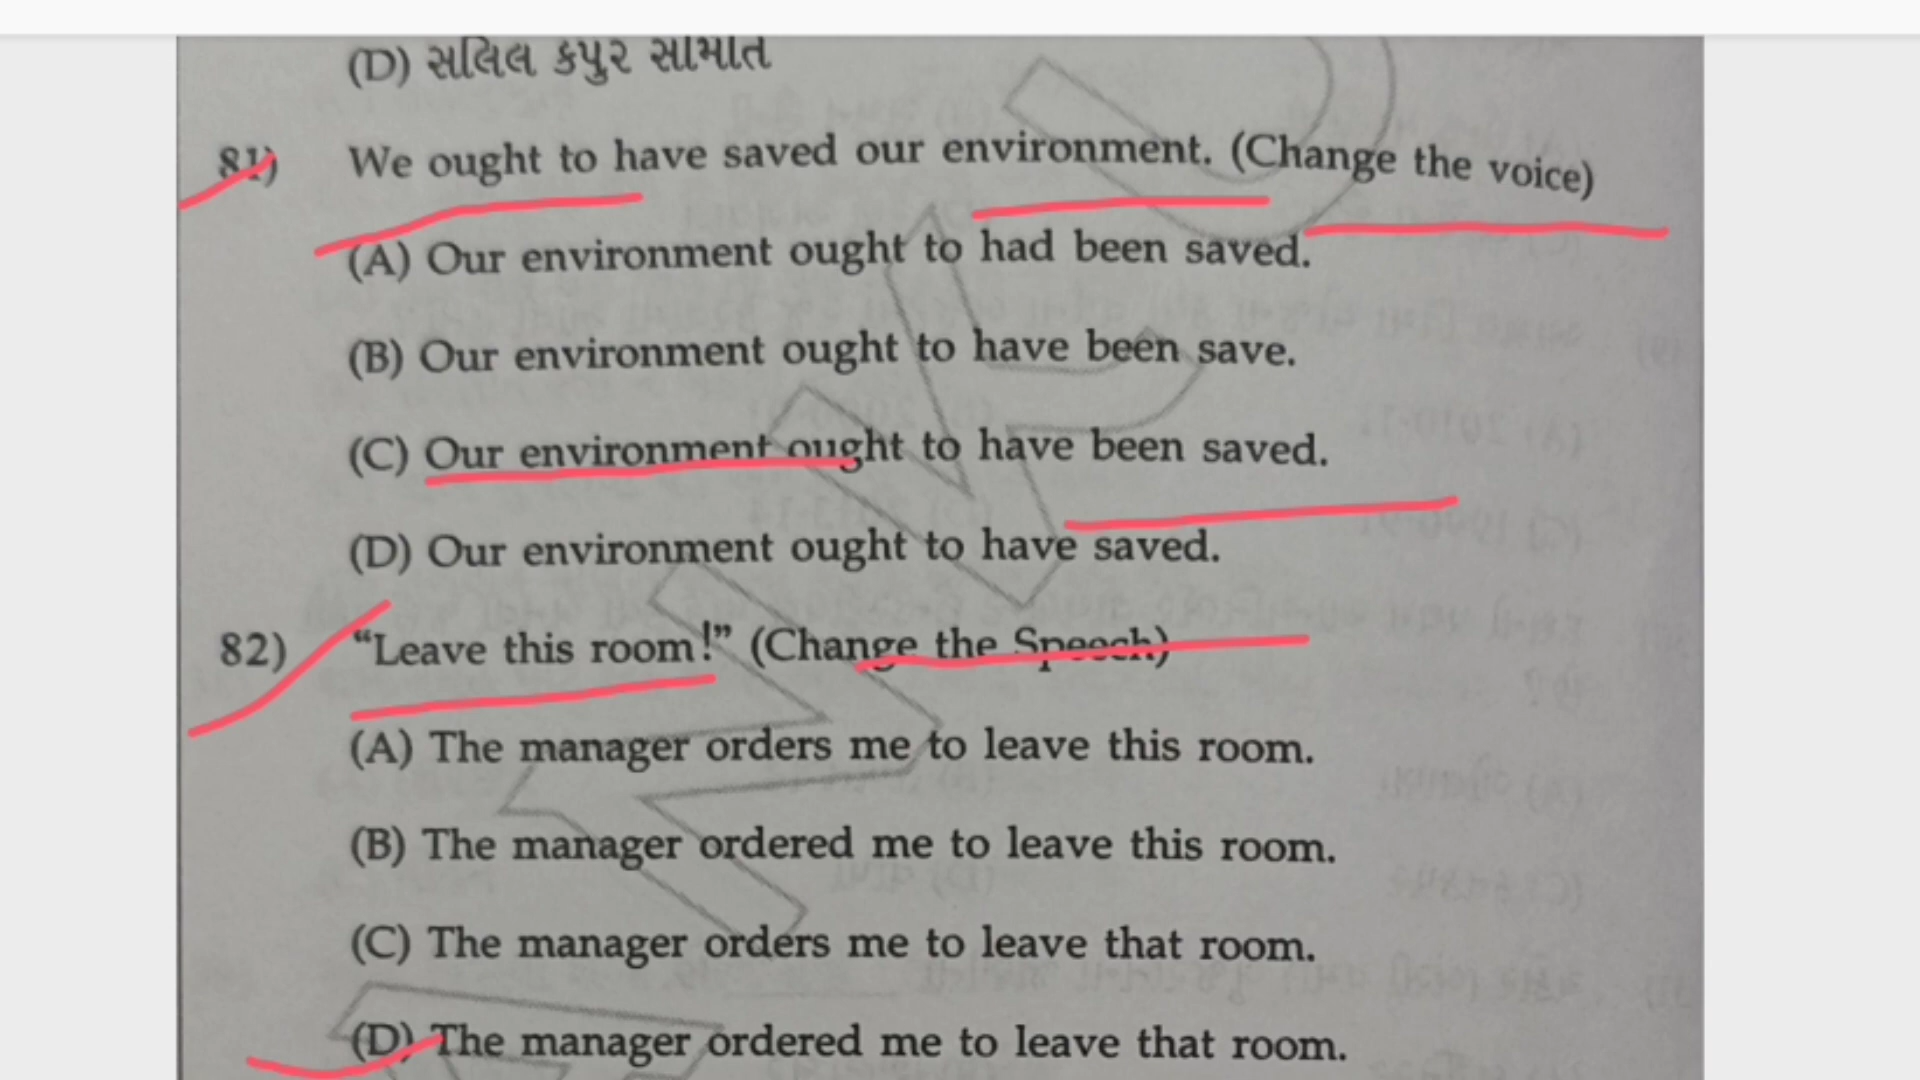 (D) સલિલ કપુર સમિતિ
81) We ought to have saved our environment. (Change the voice)
(A) Our environment ought to had been saved.
(B) Our environment ought to have been save.
(C) Our environment ought to have been saved.
(D) Our environment ought to have saved.
82) “Leave this room!” (Change the Speech)
(A) The manager orders me to leave this room.
(B) The manager ordered me to leave this room.
(C) The manager orders me to leave that room.
(D) The manager ordered me to leave that room.